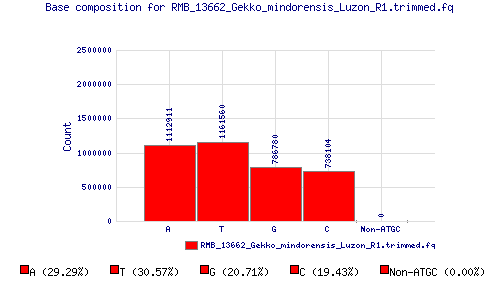 Base composition for RMB_13662_Gekko_mindorensis_Luzon_R1.trimmed.fq
2500000
2000000
1500000
1000000
500000
0
Count
1112911
1161560
786780
738104
0
A
T
G
C
Non-ATGC
RMB_13662_Gekko_mindorensis_Luzon_R1.trimmed.fq
A (29.29%)
T (30.57%)
G (20.71%)
C (19.43%)
Non-ATGC (0.00%)